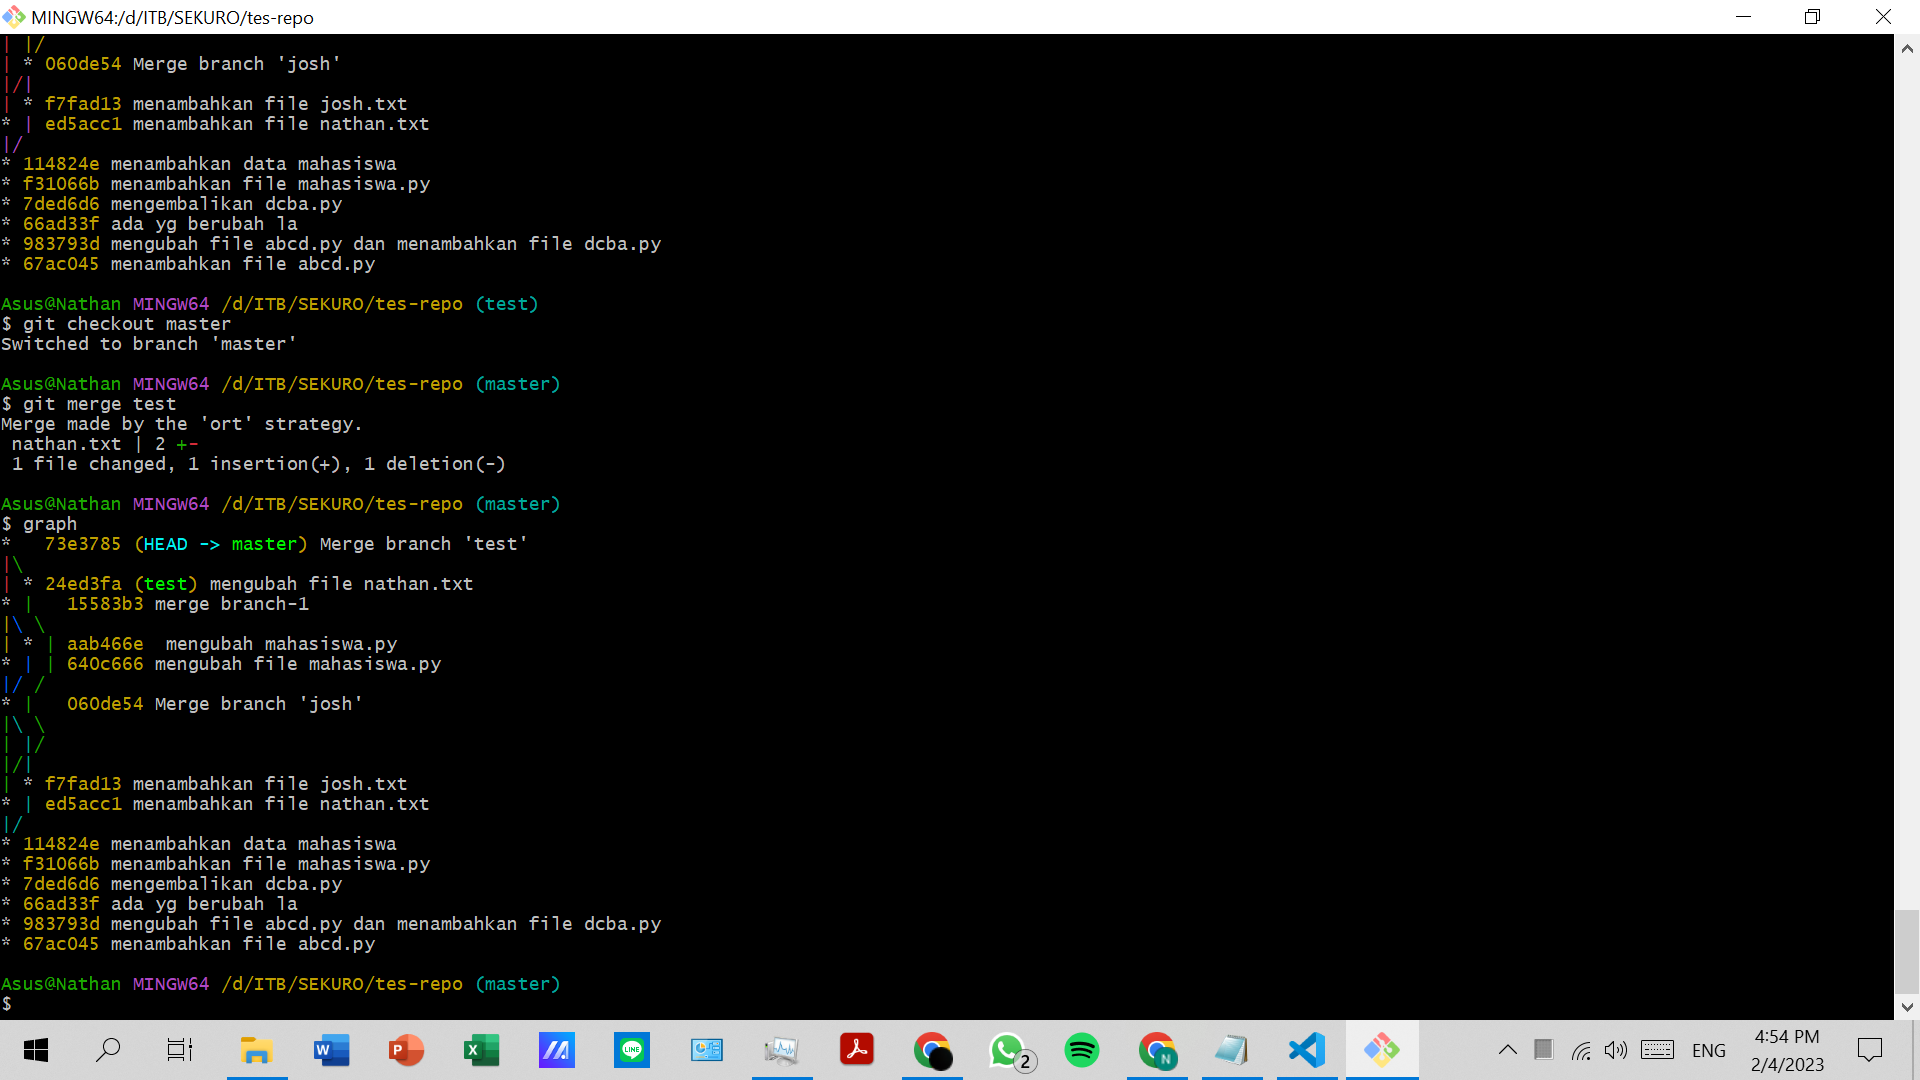 MINGW64:/d/ITB/SEKURO/tes-repo
| |/
| * 060de54 Merge branch 'josh'
|/|
| * f7fad13 menambahkan file josh.txt
* | ed5acc1 menambahkan file nathan.txt
|/
* 114824e menambahkan data mahasiswa
* f31066b menambahkan file mahasiswa.py
* 7ded6d6 mengembalikan dcba.py
* 66ad33f ada yg berubah la
* 983793d mengubah file abcd.py dan menambahkan file dcba.py
* 67ac045 menambahkan file abcd.py
Asus@Nathan MINGW64 /d/ITB/SEKURO/tes-repo (test)
$ git checkout master
Switched to branch 'master'
Asus@Nathan MINGW64 /d/ITB/SEKURO/tes-repo (master)
$ git merge test
Merge made by the 'ort' strategy.
 nathan.txt | 2 +-
 1 file changed, 1 insertion(+), 1 deletion(-)
Asus@Nathan MINGW64 /d/ITB/SEKURO/tes-repo (master)
$ graph
*   73e3785 (HEAD -> master) Merge branch 'test'
|\
| * 24ed3fa (test) mengubah file nathan.txt
* |   15583b3 merge branch-1
|\ \
| * | aab466e  mengubah mahasiswa.py
* | | 640c666 mengubah file mahasiswa.py
|/ /
* |   060de54 Merge branch 'josh'
|\ \
| |/
|/|
| * f7fad13 menambahkan file josh.txt
* | ed5acc1 menambahkan file nathan.txt
|/
* 114824e menambahkan data mahasiswa
* f31066b menambahkan file mahasiswa.py
* 7ded6d6 mengembalikan dcba.py
* 66ad33f ada yg berubah la
* 983793d mengubah file abcd.py dan menambahkan file dcba.py
* 67ac045 menambahkan file abcd.py
Asus@Nathan MINGW64 /d/ITB/SEKURO/tes-repo (master)
$
W P X LINE 2 N ENG 4:54 PM
2/4/2023